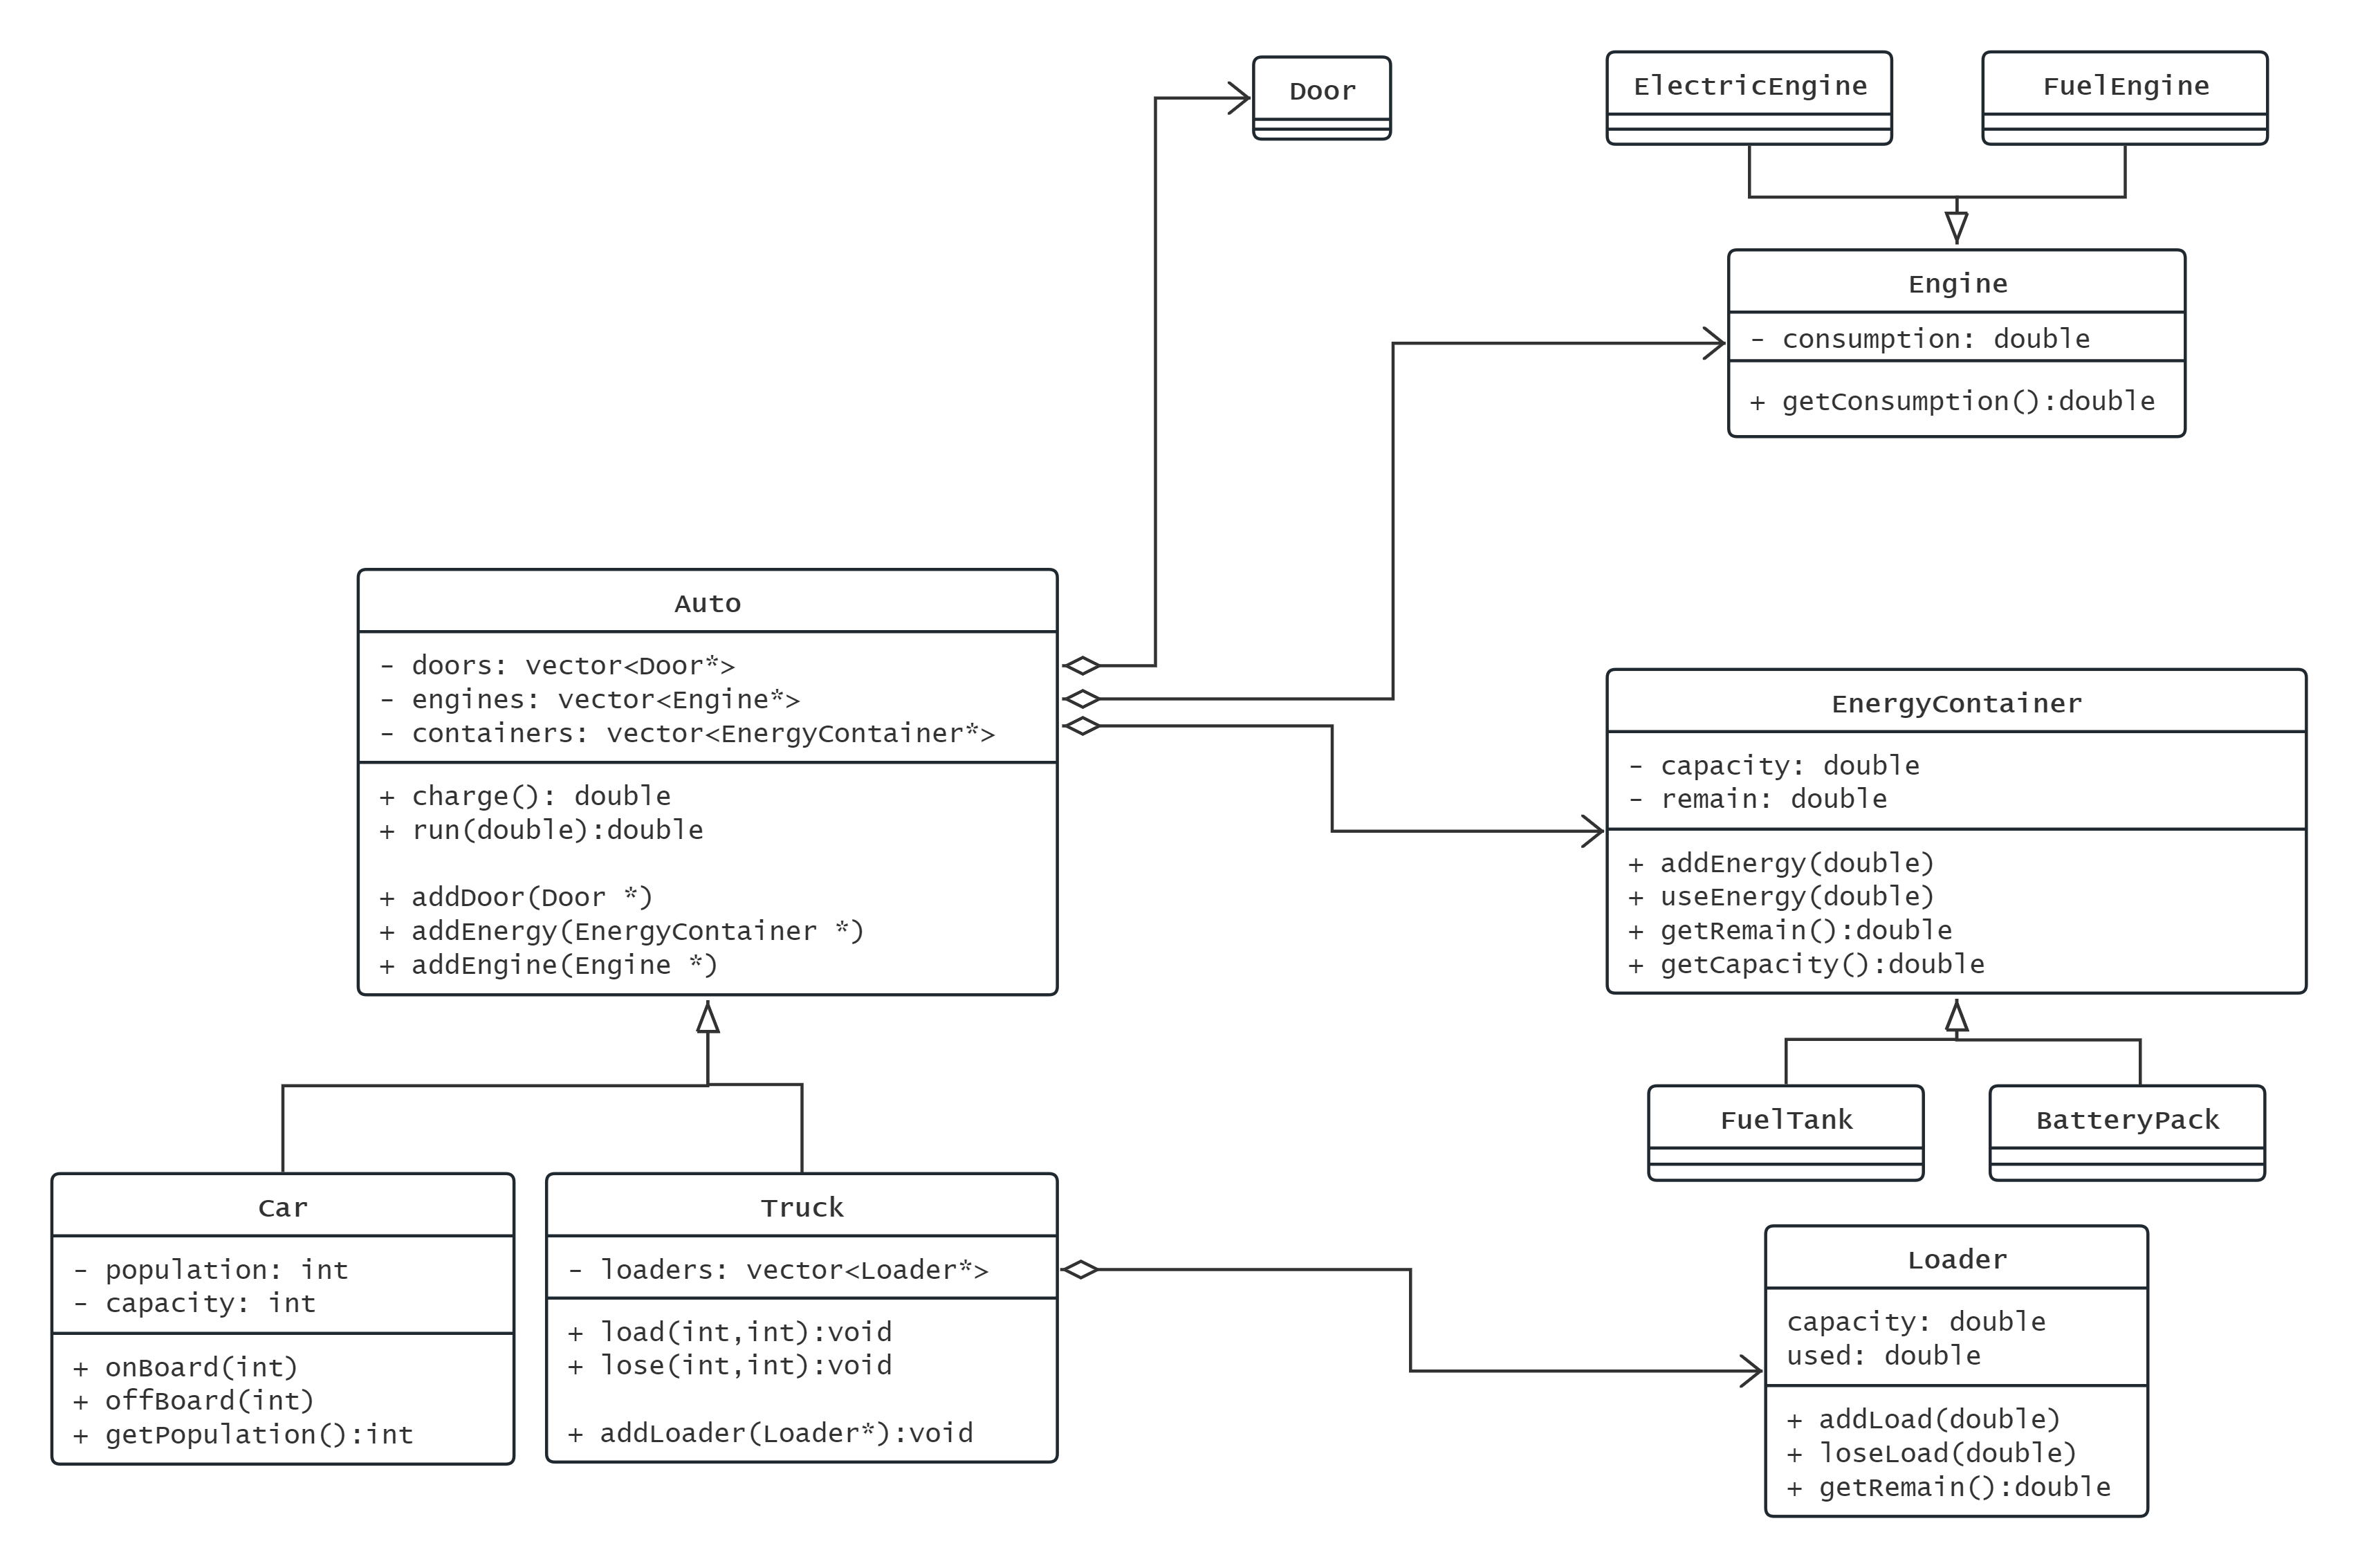 Door
ElectricEngine
FuelEngine
Engine
- consumption: double
+ getConsumption():double
Auto
- doors: vector<Door*>
- engines: vector<Engine*>
- containers: vector<EnergyContainer*>
+ charge(): double
+ run(double):double
+ addDoor(Door *)
+ addEnergy(EnergyContainer *)
+ addEngine(Engine *)
EnergyContainer
- capacity: double
- remain: double
+ addEnergy(double)
+ useEnergy(double)
+ getRemain():double
+ getCapacity():double
FuelTank
BatteryPack
Car
- population: int
- capacity: int
+ onBoard(int)
+ offBoard(int)
+ getPopulation():int
Truck
- loaders: vector<Loader*>
+ load(int,int):void
+ lose(int,int):void
+ addLoader(Loader*):void
Loader
capacity: double
used: double
+ addLoad(double)
+ loseLoad(double)
+ getRemain():double